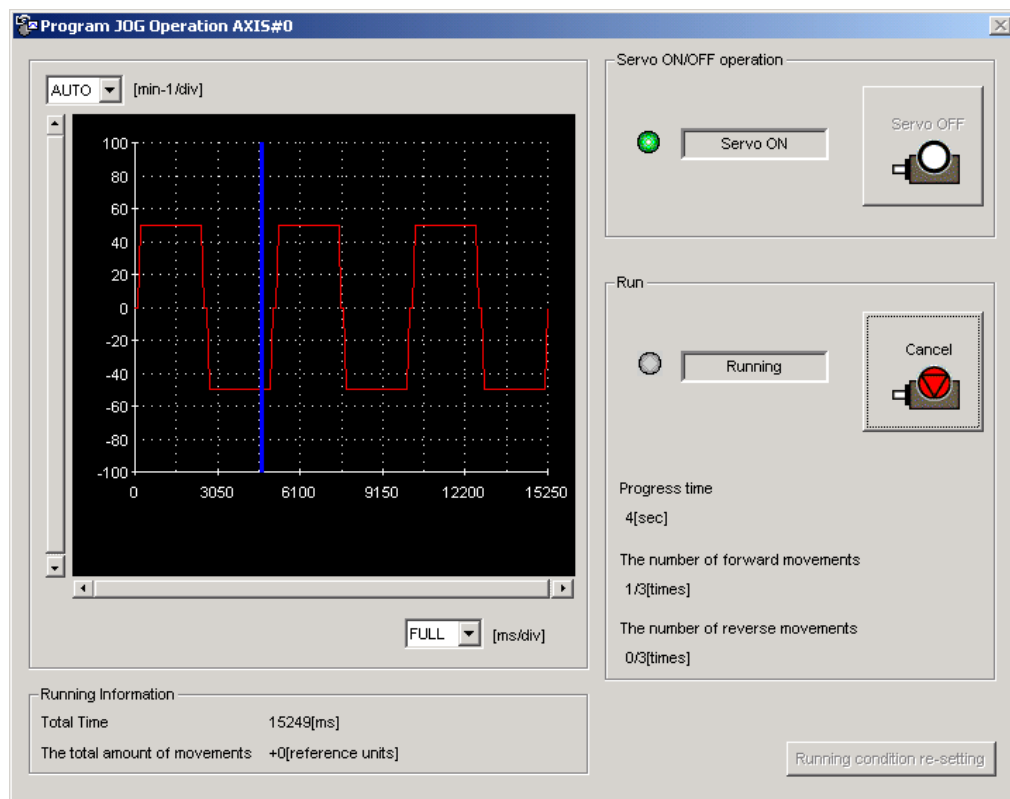 Program JOG Operation AXIS#0
AUTO [min-1/div]
100
80
60
40
20
0
-20
-40
-60
-80
-100
0 3050 6100 9150 12200 15250
FULL [ms/div]
Servo ON/OFF operation
Servo ON
Servo OFF
Run
Running
Cancel
Progress time
4[sec]
The number of forward movements
1/3[times]
The number of reverse movements
0/3[times]
Running Information
Total Time 15249[ms]
The total amount of movements +0[reference units]
Running condition re-setting